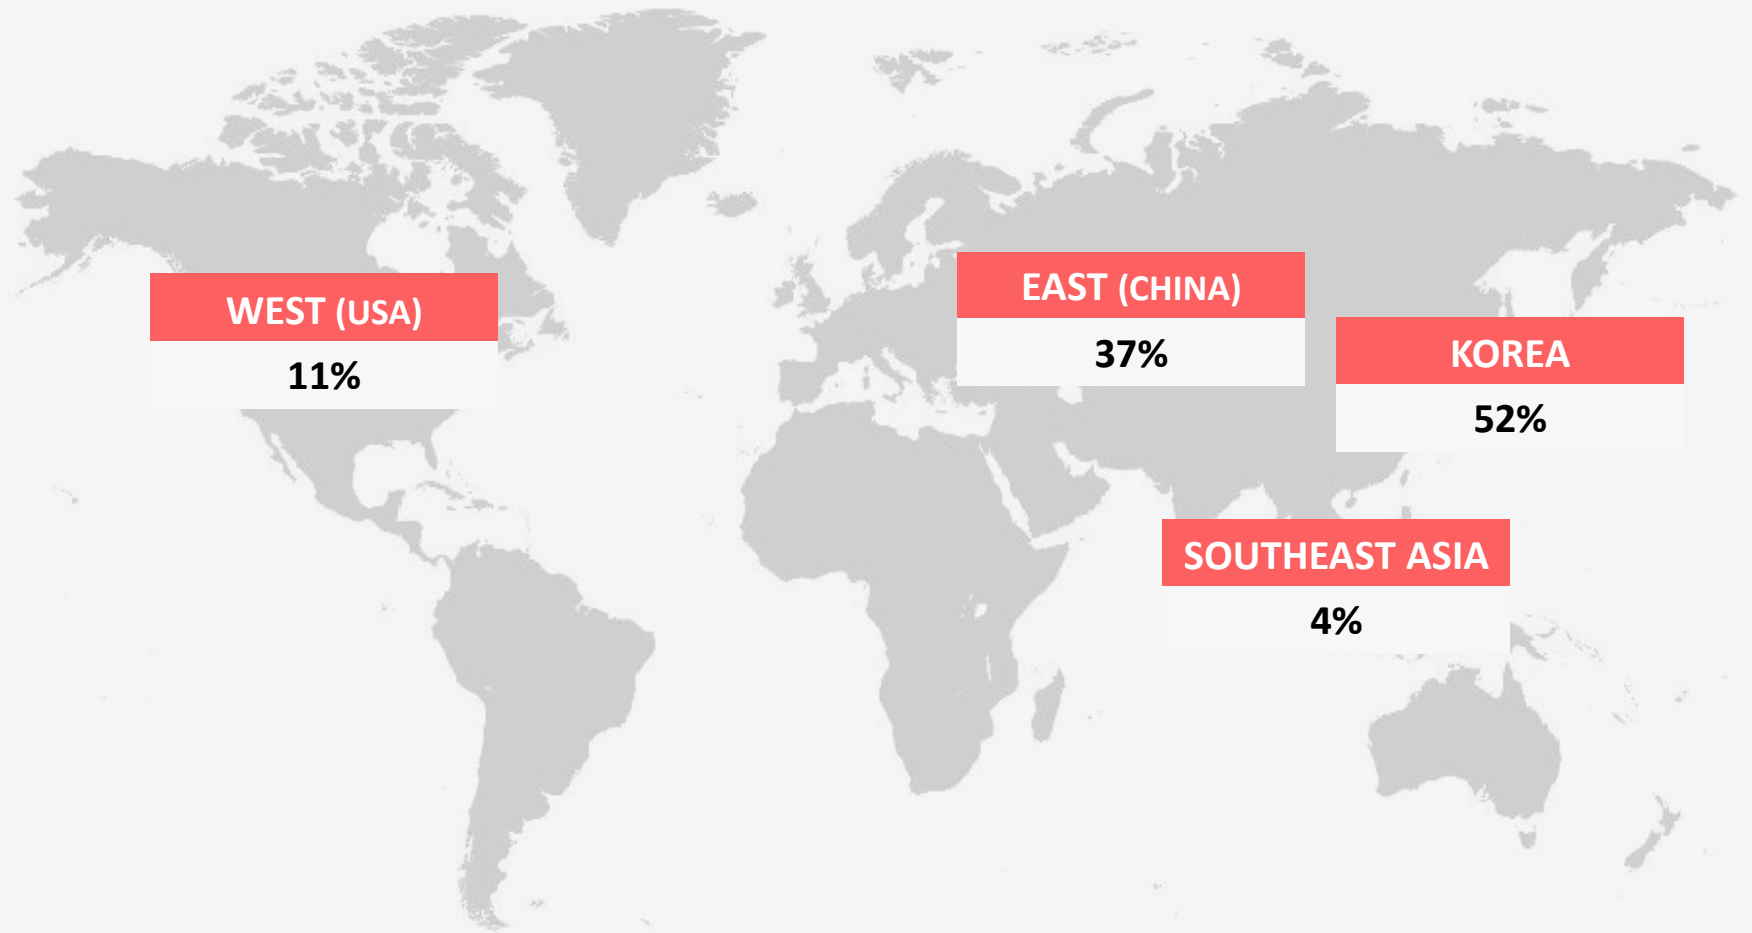 WEST (USA)
11%
EAST (CHINA)
37%
KOREA
52%
SOUTHEAST ASIA
4%